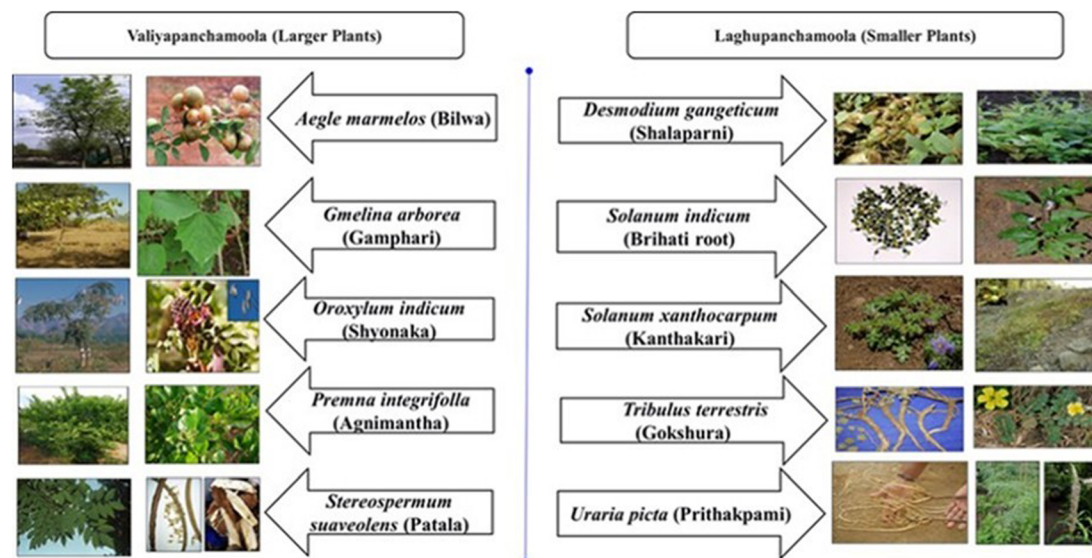 Valiyapanchamoola (Larger Plants)
Aegle marmelos (Bilwa)
Gmelina arborea
(Gamphari)
Oroxylum indicum
(Shyonaka)
Premna integrifolla
(Agnimantha)
Stereospermum
suaveolens (Patala)
Laghupanchamoola (Smaller Plants)
Desmodium gangeticum
(Shalaparni)
Solanum indicum
(Brihati root)
Solanum xanthocarpum
(Kanthakari)
Tribulus terrestris
(Gokshura)
Uraria picta (Prithakpami)